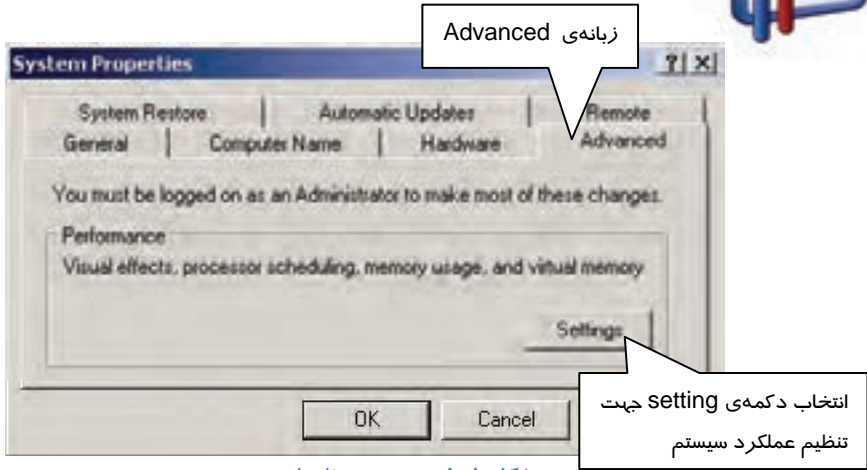 زبانه‌ی Advanced
System Properties
System Restore Automatic Updates Remote
General Computer Name Hardware Advanced
You must be logged on as an Administrator to make most of these changes.
Performance
Visual effects, processor scheduling, memory usage, and virtual memory
Settings
انتخاب دکمه‌ی setting جهت
تنظیم عملکرد سیستم
OK Cancel